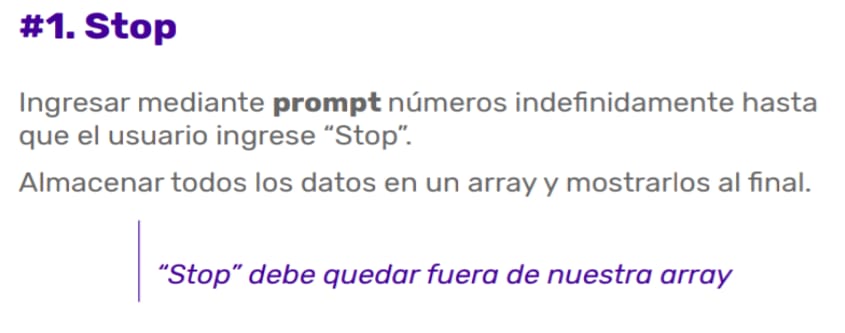 #1. Stop
Ingresar mediante prompt números indefinidamente hasta
que el usuario ingrese “Stop”.
Almacenar todos los datos en un array y mostrarlos al final.
“Stop” debe quedar fuera de nuestra array